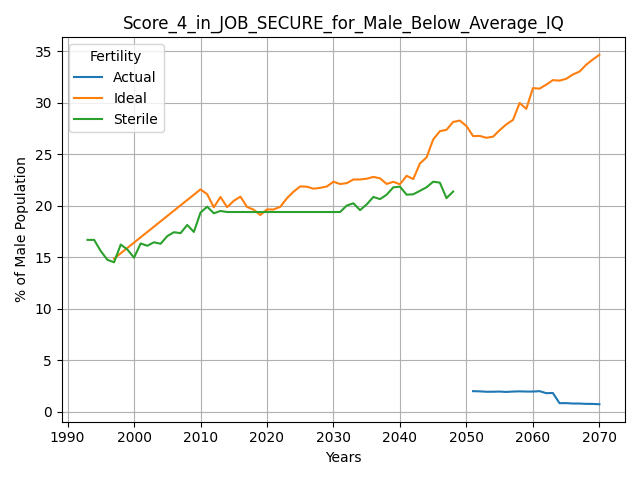 Score_4_in_JOB_SECURE_for_Male_Below_Average_IQ
Fertility
Actual
Ideal
Sterile
% of Male Population
35
30
25
20
15
10
5
0
1990 2000 2010 2020 2030 2040 2050 2060 2070
Years